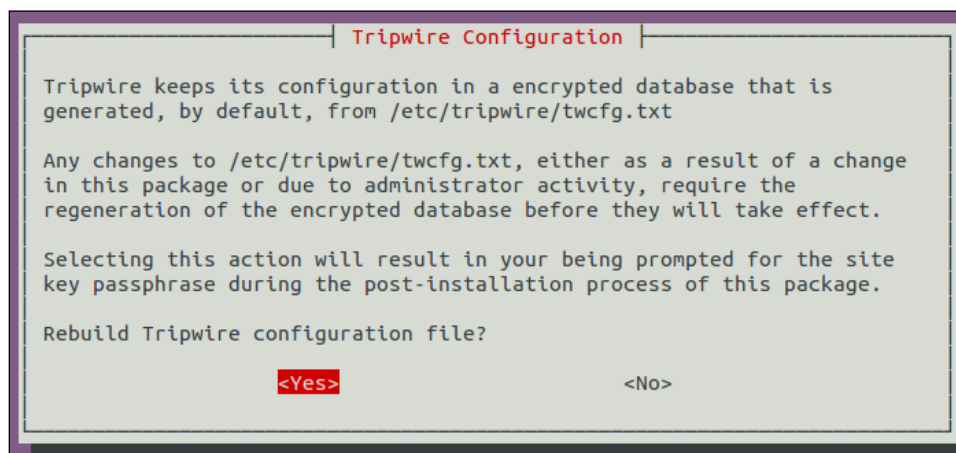 Tripwire Configuration
Tripwire keeps its configuration in a encrypted database that is
generated, by default, from /etc/tripwire/twcfg.txt
Any changes to /etc/tripwire/twcfg.txt, either as a result of a change
in this package or due to administrator activity, require the
regeneration of the encrypted database before they will take effect.
Selecting this action will result in your being prompted for the site
key passphrase during the post-installation process of this package.
Rebuild Tripwire configuration file?
<Yes> <No>